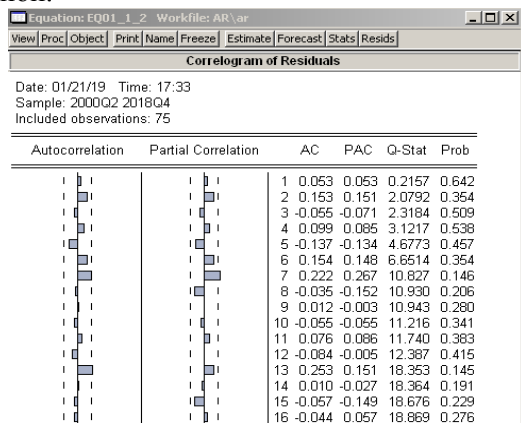 Equation: EQ01_1_2 Workfile: AR\ar
View Proc Object Print Name Freeze Estimate Forecast Stats Resids
Correlogram of Residuals
Date: 01/21/19 Time: 17:33
Sample: 2000Q2 2018Q4
Included observations: 75
Autocorrelation Partial Correlation AC PAC Q-Stat Prob
1 0.053 0.053 0.2157 0.642
2 0.153 0.151 2.0792 0.354
3 -0.055 -0.071 2.3184 0.509
4 0.099 0.085 3.1217 0.538
5 -0.137 -0.134 4.6773 0.457
6 0.154 0.148 6.6514 0.354
7 0.222 0.267 10.827 0.146
8 -0.035 -0.152 10.930 0.206
9 0.012 -0.003 10.943 0.280
10 -0.055 -0.055 11.216 0.341
11 0.076 0.086 11.740 0.383
12 -0.084 -0.005 12.387 0.415
13 0.253 0.151 18.353 0.145
14 0.010 -0.027 18.364 0.191
15 -0.057 -0.149 18.676 0.229
16 -0.044 0.057 18.869 0.276